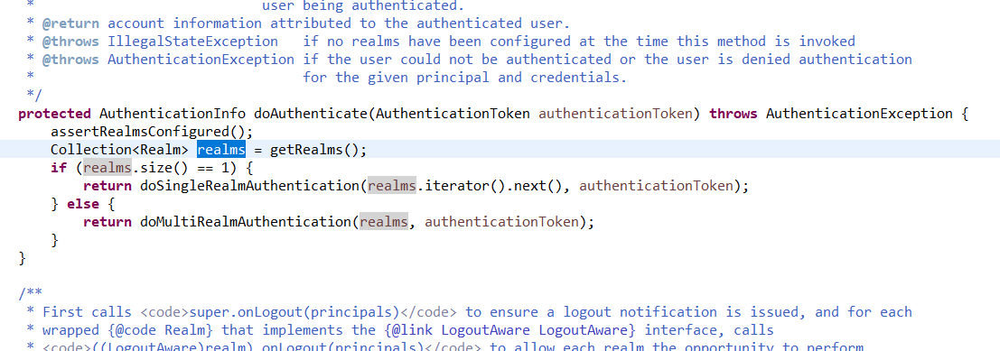 *                               user being authenticated.
* @return account information attributed to the authenticated user.
* @throws IllegalStateException   if no realms have been configured at the time this method is invoked
* @throws AuthenticationException if the user could not be authenticated or the user is denied authentication
*                                 for the given principal and credentials.
*/
protected AuthenticationInfo doAuthenticate(AuthenticationToken authenticationToken) throws AuthenticationException {
    assertRealmsConfigured();
    Collection<Realm> realms = getRealms();
    if (realms.size() == 1) {
        return doSingleRealmAuthentication(realms.iterator().next(), authenticationToken);
    } else {
        return doMultiRealmAuthentication(realms, authenticationToken);
    }
}
/**
* First calls <code>super.onLogout(principals)</code> to ensure a logout notification is issued, and for each
* wrapped {@code Realm} that implements the {@link LogoutAware LogoutAware} interface, calls
* <code>((LogoutAware)realm).onLogout(principals)</code> to allow each realm the opportunity to perform